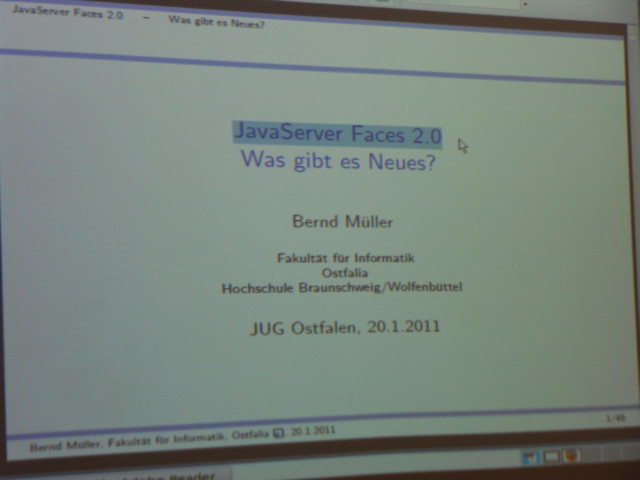 JavaServer Faces 2.0 – Was gibt es Neues?
JavaServer Faces 2.0
Was gibt es Neues?
Bernd Müller
Fakultät für Informatik
Ostfalia
Hochschule Braunschweig/Wolfenbüttel
JUG Ostfalen, 20.1.2011
Bernd Müller, Fakultät für Informatik, Ostfalia, 20.1.2011
1/46
Adobe Reader